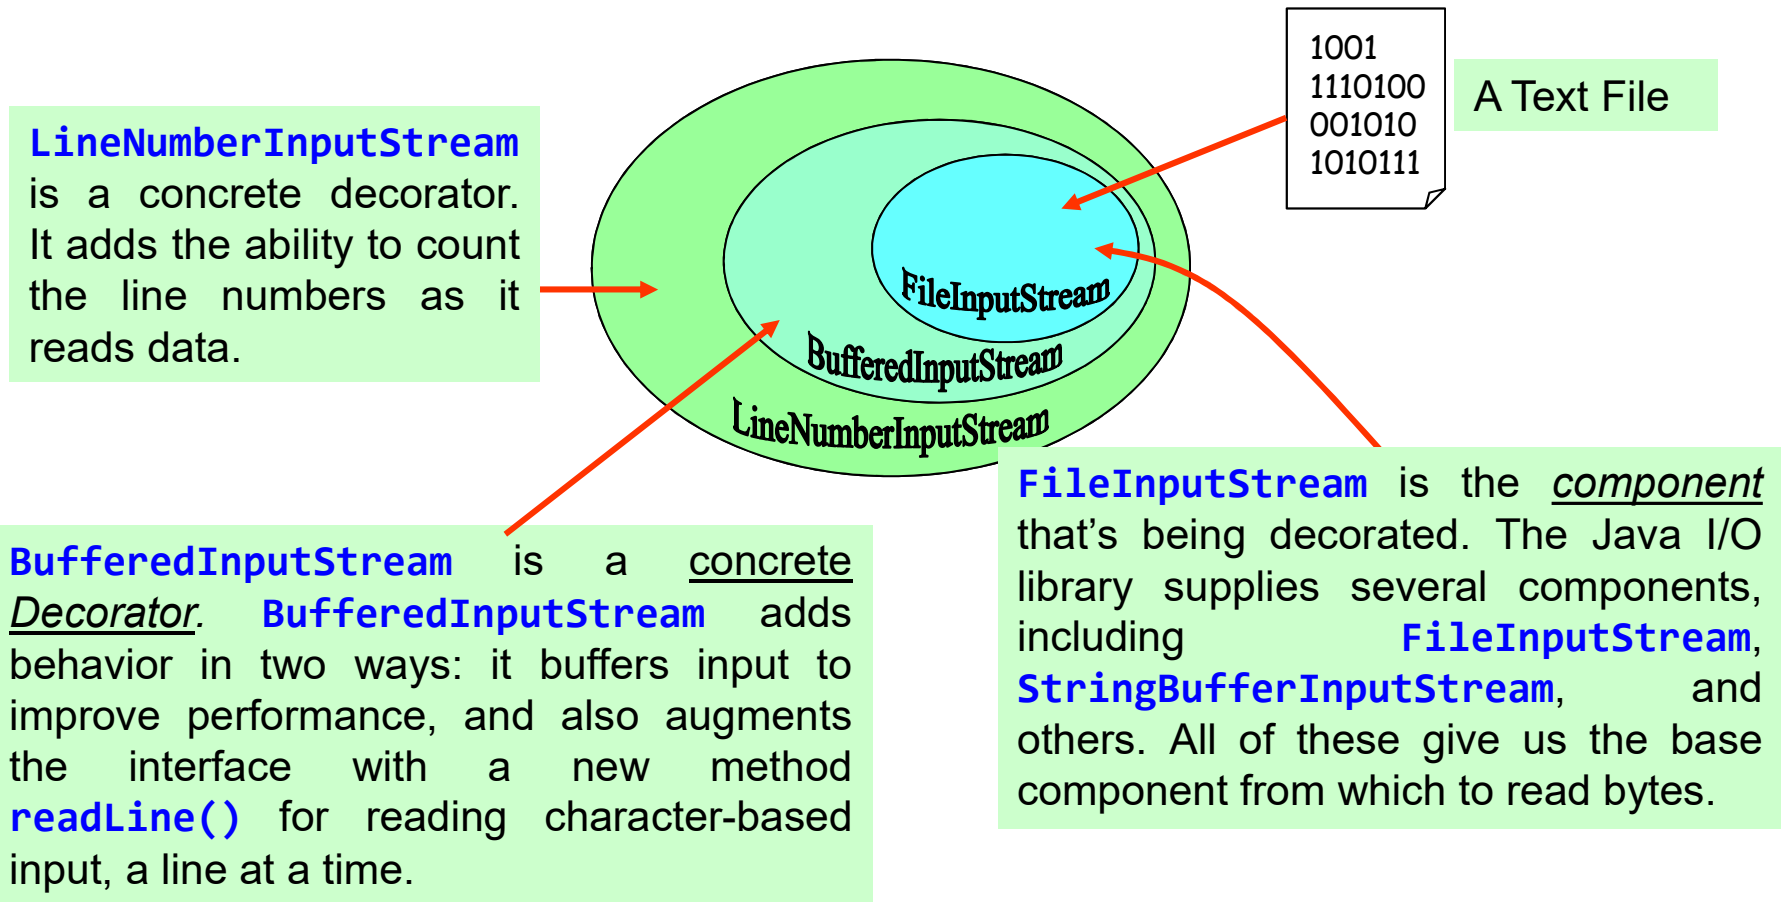 1001
1110100
001010
1010111
A Text File
LineNumberInputStream
is a concrete decorator.
It adds the ability to count
the line numbers as it
reads data.
FileInputStream
BufferedInputStream
LineNumberInputStream
BufferedInputStream is a concrete
Decorator. BufferedInputStream adds
behavior in two ways: it buffers input to
improve performance, and also augments
the interface with a new method
readLine() for reading character-based
input, a line at a time.
FileInputStream is the component
that’s being decorated. The Java I/O
library supplies several components,
including FileInputStream,
StringBufferInputStream, and
others. All of these give us the base
component from which to read bytes.